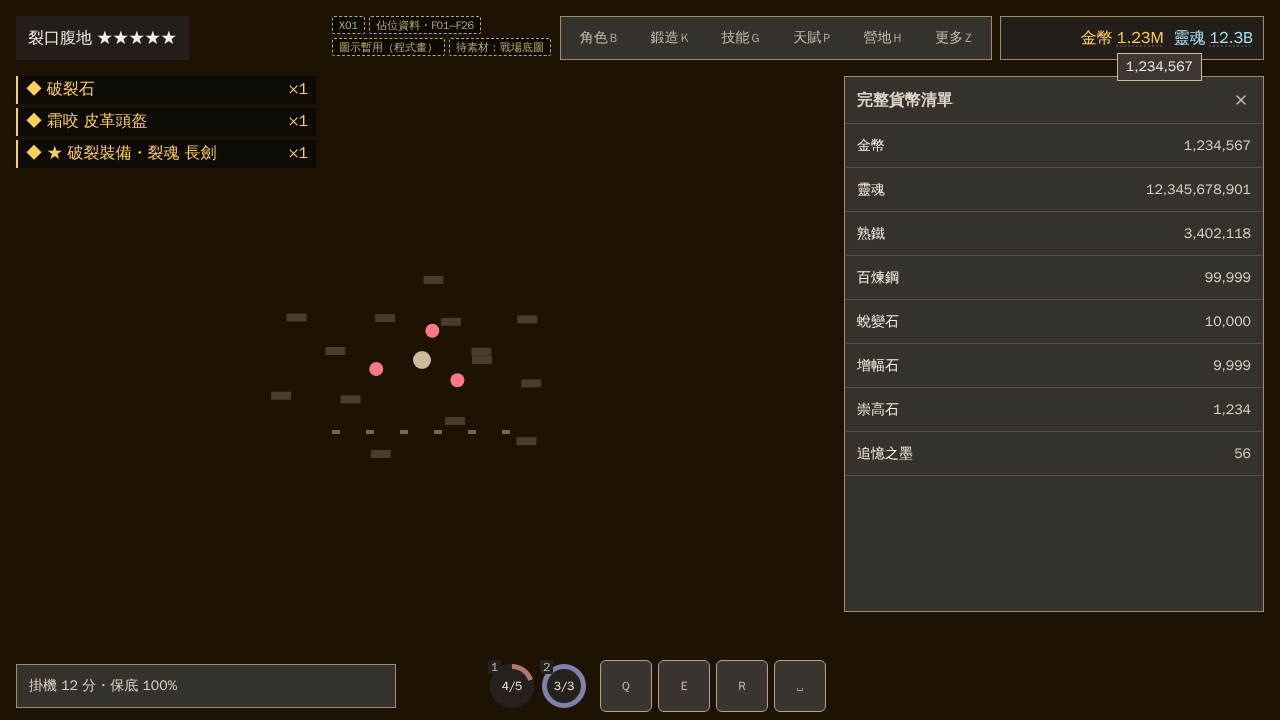 裂口腹地 ★★★★★
X01 佔位資料・F01–F26
圖示暫用（程式畫） 待素材：戰場底圖
角色B 鍛造K 技能G 天賦P 營地H 更多Z
金幣 1.23M 靈魂 12.3B
1,234,567
◆ 破裂石 ×1
◆ 霜咬 皮革頭盔 ×1
◆ ★ 破裂裝備・裂魂 長劍 ×1
完整貨幣清單 ×
金幣 1,234,567
靈魂 12,345,678,901
熟鐵 3,402,118
百煉鋼 99,999
蛻變石 10,000
增幅石 9,999
崇高石 1,234
追憶之墨 56
掛機 12 分・保底 100%
1 4/5
2 3/3
Q E R ⎵